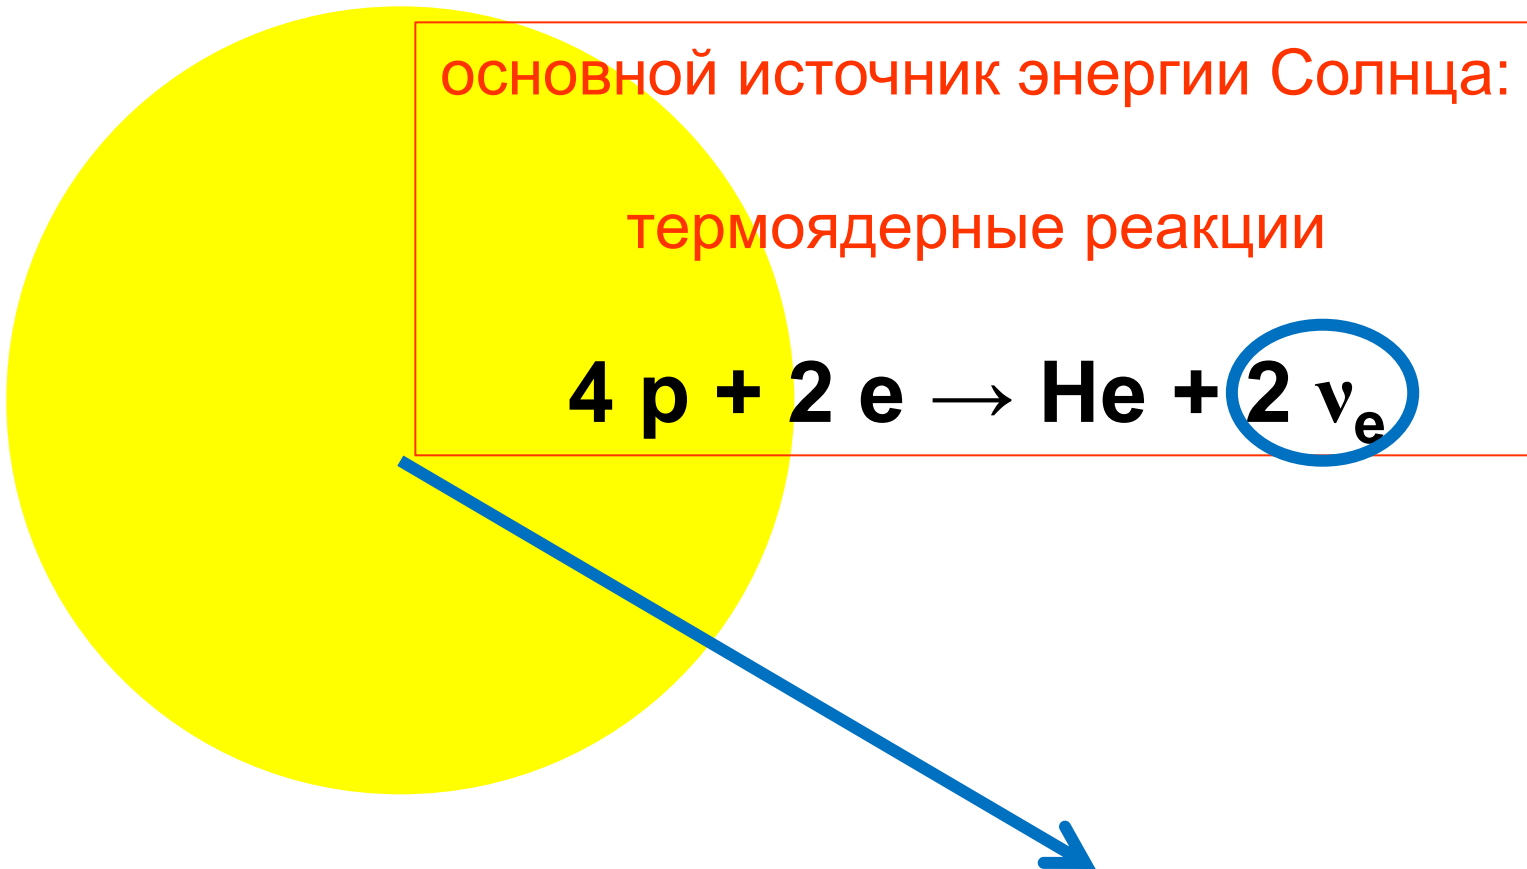 основной источник энергии Солнца:
термоядерные реакции
4 p + 2 e → He + 2 νe